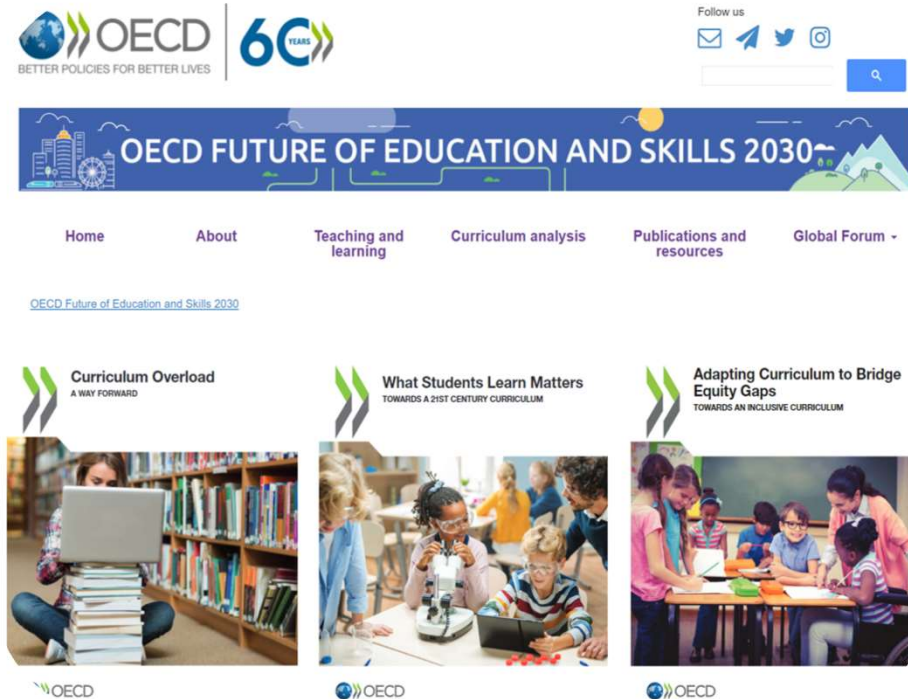 OECD
BETTER POLICIES FOR BETTER LIVES
60
YEARS
Follow us
OECD FUTURE OF EDUCATION AND SKILLS 2030
Home
About
Teaching and
learning
Curriculum analysis
Publications and
resources
Global Forum
OECD Future of Education and Skills 2030
Curriculum Overload
A WAY FORWARD
What Students Learn Matters
TOWARDS A 21ST CENTURY CURRICULUM
Adapting Curriculum to Bridge
Equity Gaps
TOWARDS AN INCLUSIVE CURRICULUM
OECD
OECD
OECD